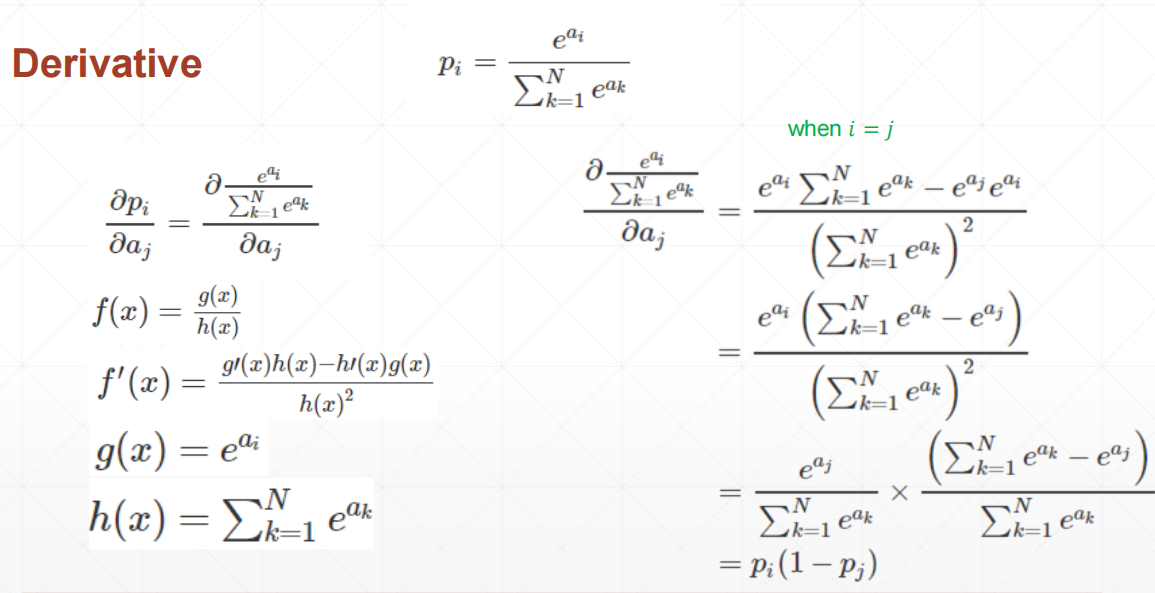 Derivative
$p_i = \frac{e^{a_i}}{\sum_{k=1}^{N} e^{a_k}}$
$\frac{\partial p_i}{\partial a_j} = \frac{\partial \frac{e^{a_i}}{\sum_{k=1}^{N} e^{a_k}}}{\partial a_j}$
$f(x) = \frac{g(x)}{h(x)}$
$f'(x) = \frac{g\prime(x)h(x) - h\prime(x)g(x)}{h(x)^2}$
$g(x) = e^{a_i}$
$h(x) = \sum_{k=1}^{N} e^{a_k}$
when $i = j$
$\frac{\partial \frac{e^{a_i}}{\sum_{k=1}^{N} e^{a_k}}}{\partial a_j} = \frac{e^{a_i} \sum_{k=1}^{N} e^{a_k} - e^{a_j} e^{a_i}}{\left(\sum_{k=1}^{N} e^{a_k}\right)^2}$
$= \frac{e^{a_i} \left(\sum_{k=1}^{N} e^{a_k} - e^{a_j}\right)}{\left(\sum_{k=1}^{N} e^{a_k}\right)^2}$
$= \frac{e^{a_j}}{\sum_{k=1}^{N} e^{a_k}} \times \frac{\left(\sum_{k=1}^{N} e^{a_k} - e^{a_j}\right)}{\sum_{k=1}^{N} e^{a_k}}$
$= p_i(1 - p_j)$